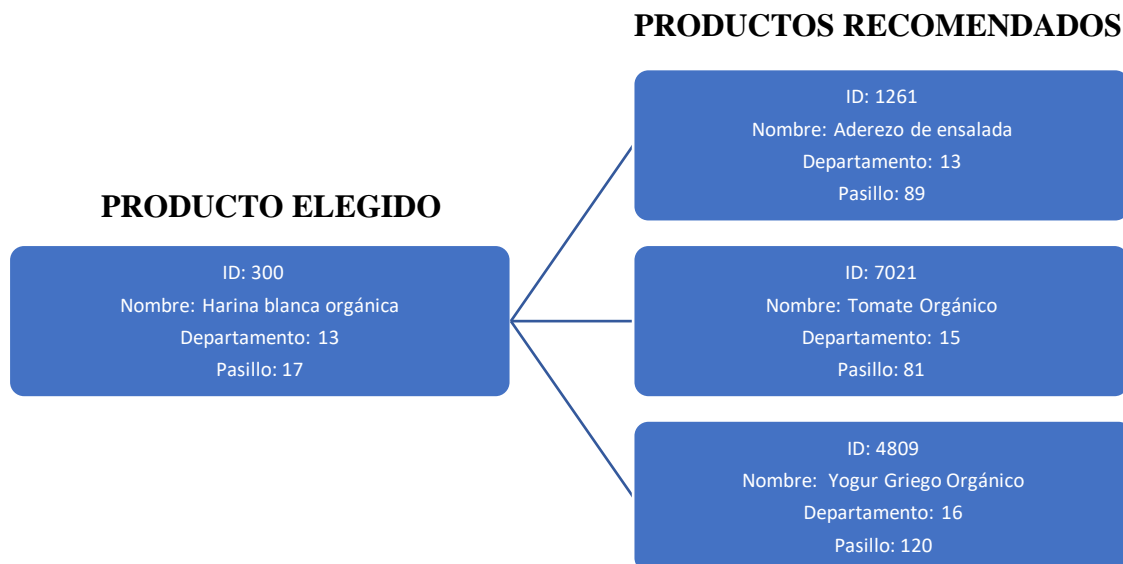 PRODUCTOS RECOMENDADOS
ID: 1261
Nombre: Aderezo de ensalada
Departamento: 13
Pasillo: 89
PRODUCTO ELEGIDO
ID: 300
Nombre: Harina blanca orgánica
Departamento: 13
Pasillo: 17
ID: 7021
Nombre: Tomate Orgánico
Departamento: 15
Pasillo: 81
ID: 4809
Nombre: Yogur Griego Orgánico
Departamento: 16
Pasillo: 120